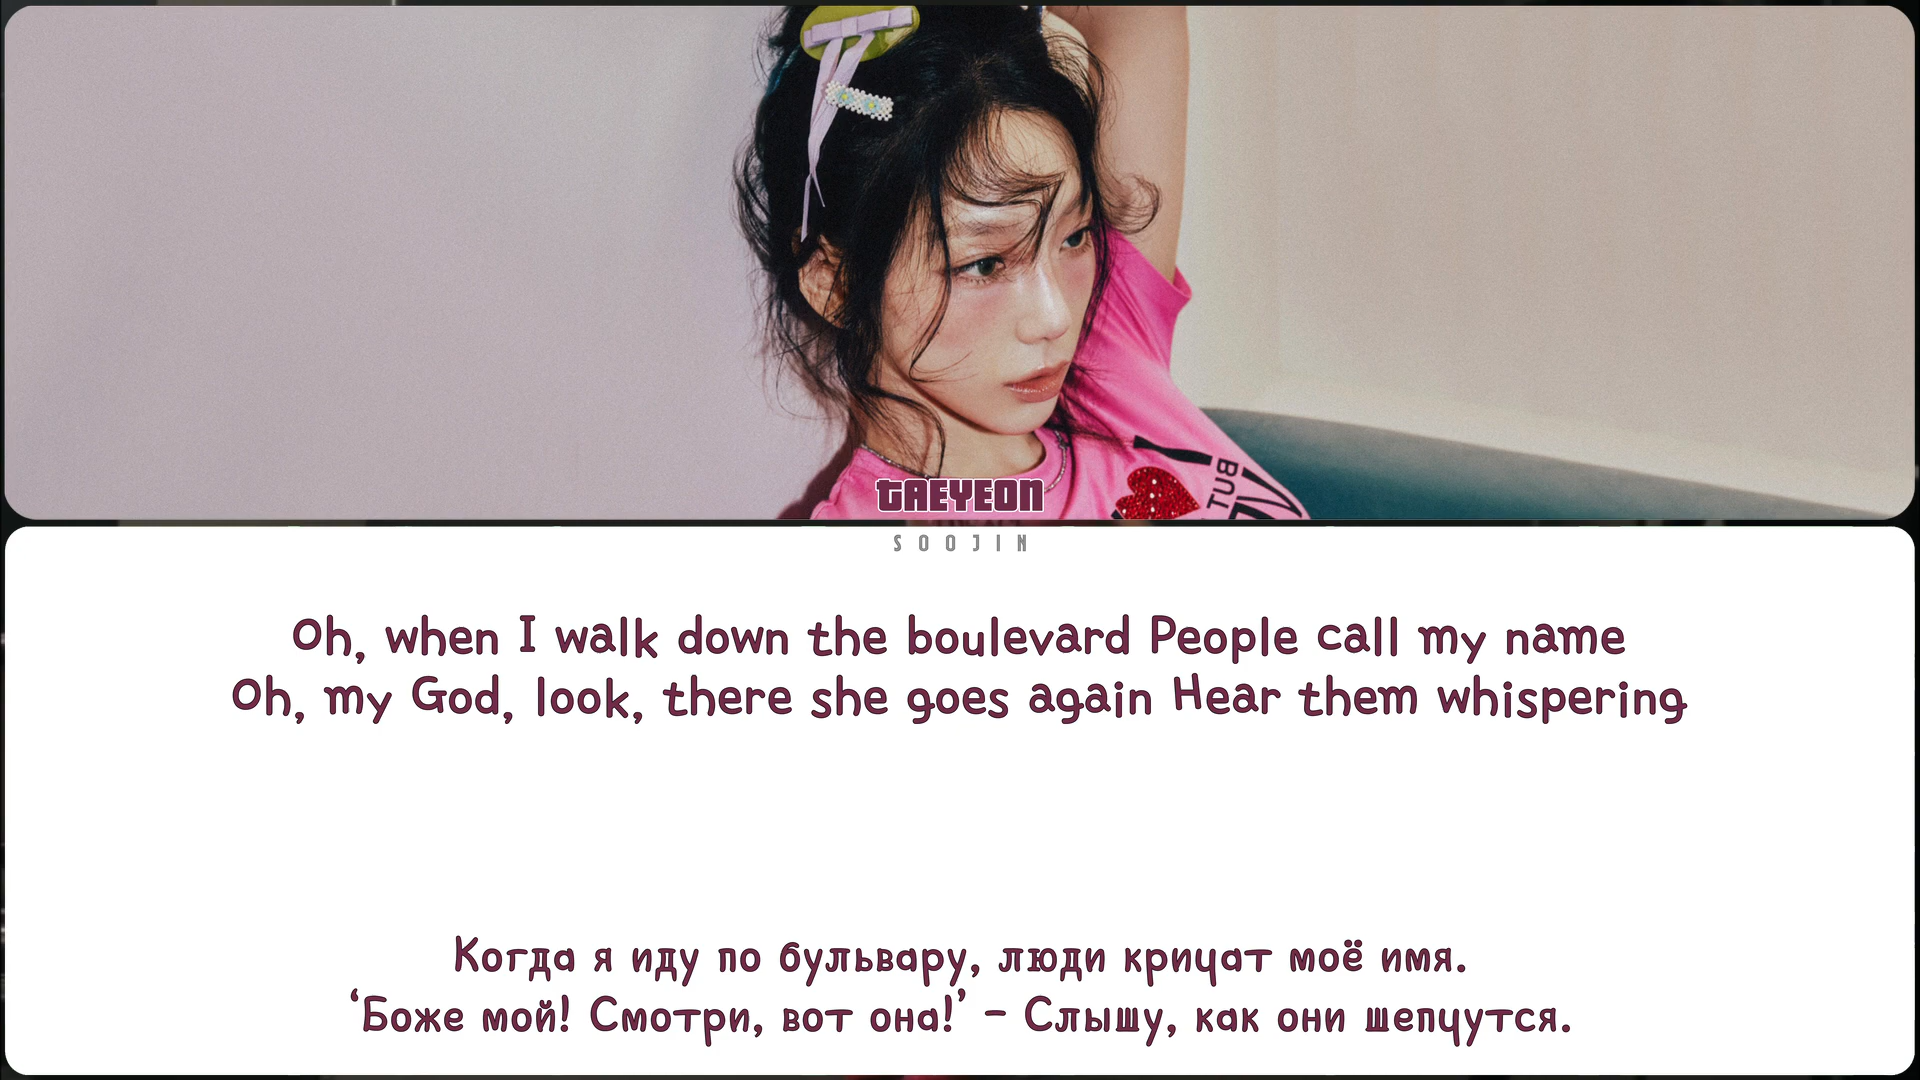 TUB
TAEYEON
SOOJIN
Oh, when I walk down the boulevard People call my name
Oh, my God, look, there she goes again Hear them whispering
Когда я иду по бульвару, люди кричат моё имя.
‘Боже мой! Смотри, вот она!’ – Слышу, как они шепчутся.